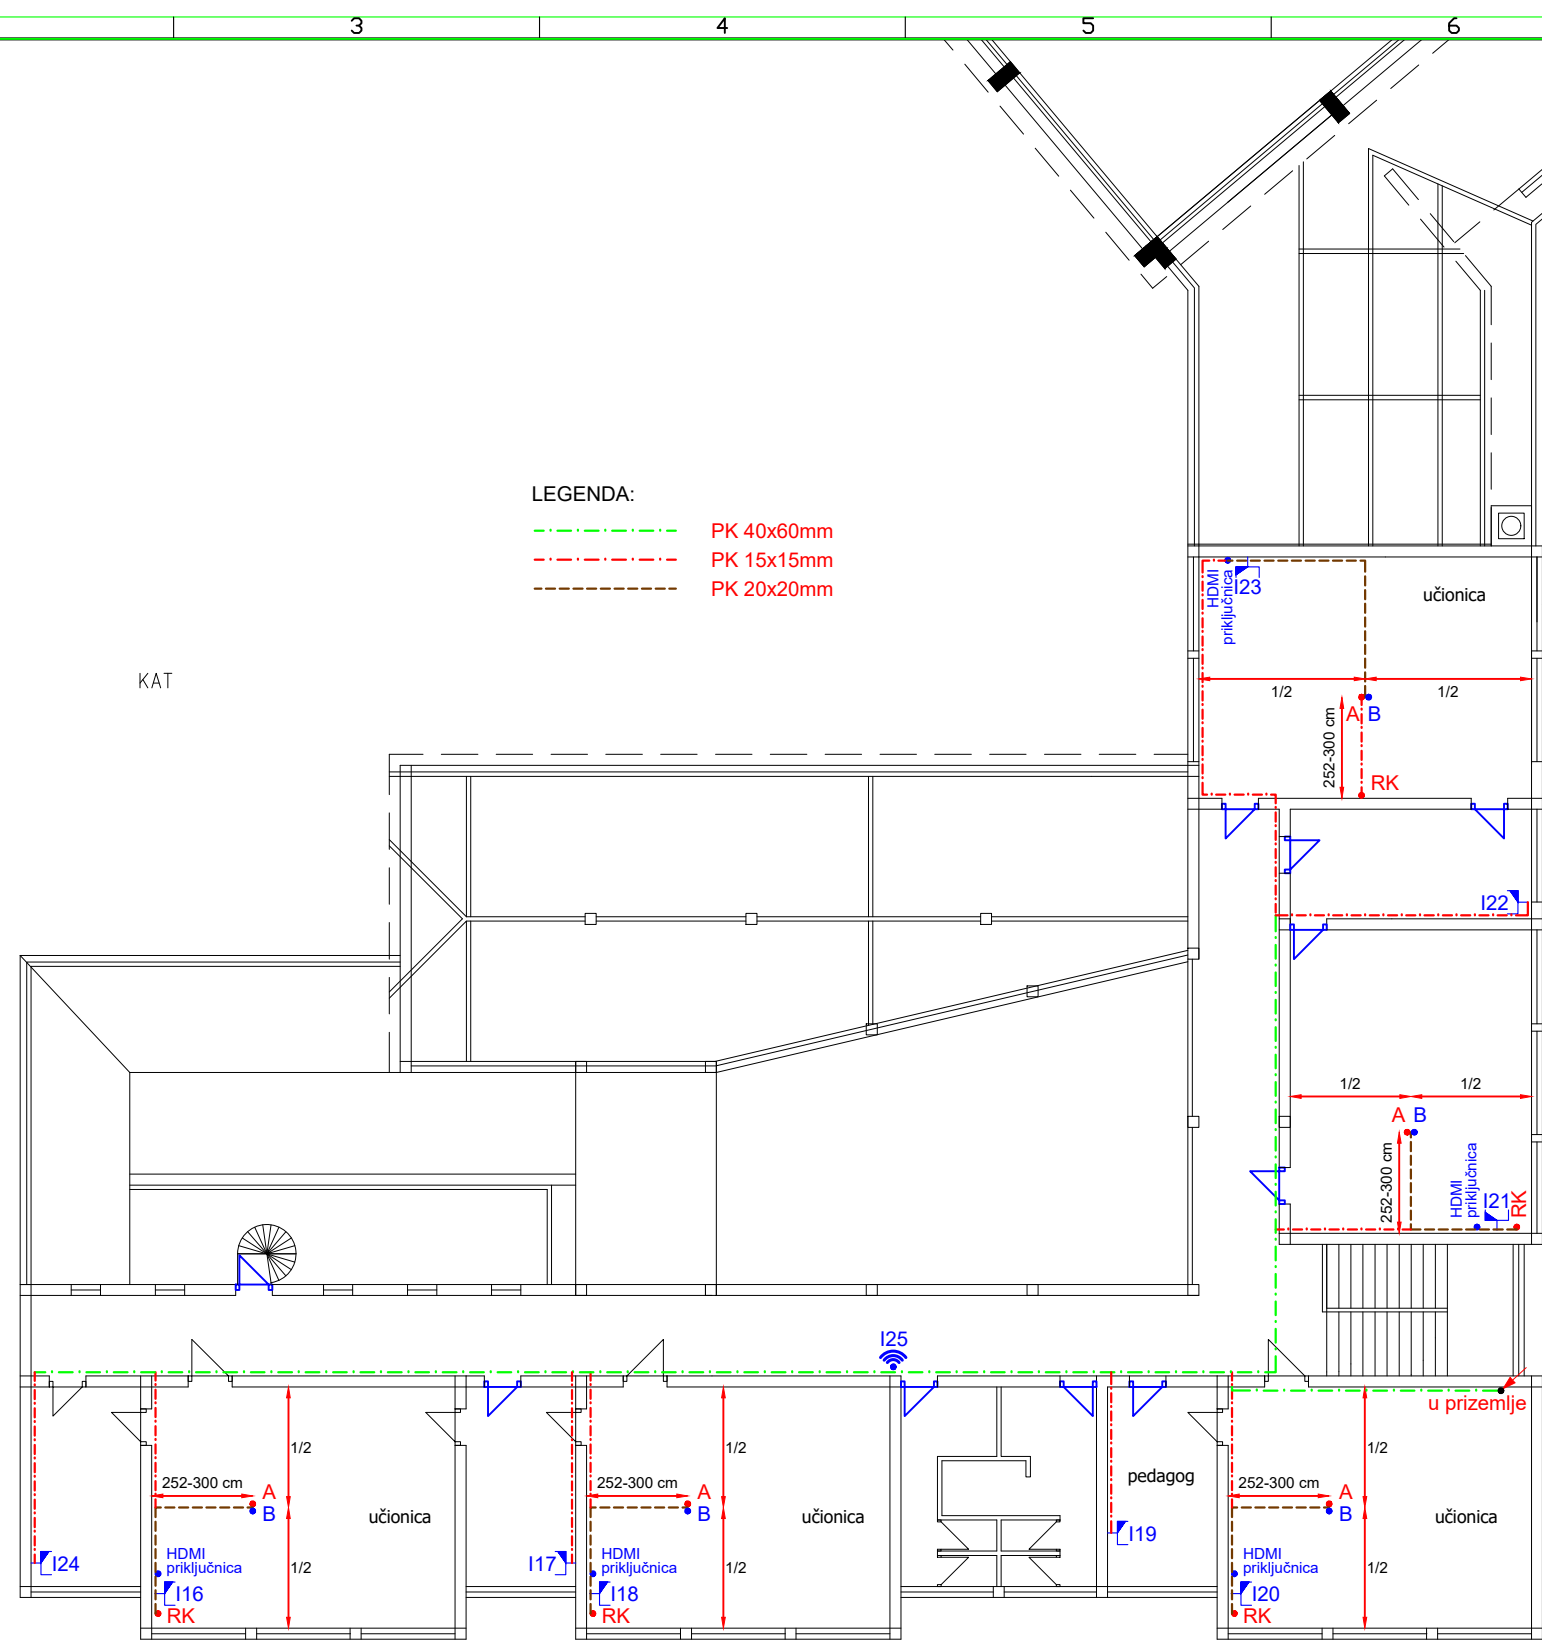 3 4 5 6
LEGENDA:
PK 40x60mm
PK 15x15mm
PK 20x20mm
KAT
HDMI
priključnica
I23
učionica
1/2 1/2
A B
252-300 cm
RK
I22
1/2 1/2
A B
252-300 cm
HDMI
priključnica
I21
RK
I25
u prizemlje
1/2
252-300 cm
A
B
učionica
HDMI
priključnica
1/2
I16
RK
I24
I17
1/2
252-300 cm
A
B
učionica
HDMI
priključnica
1/2
I18
RK
pedagog
I19
1/2
252-300 cm
A
B
učionica
HDMI
priključnica
1/2
I20
RK